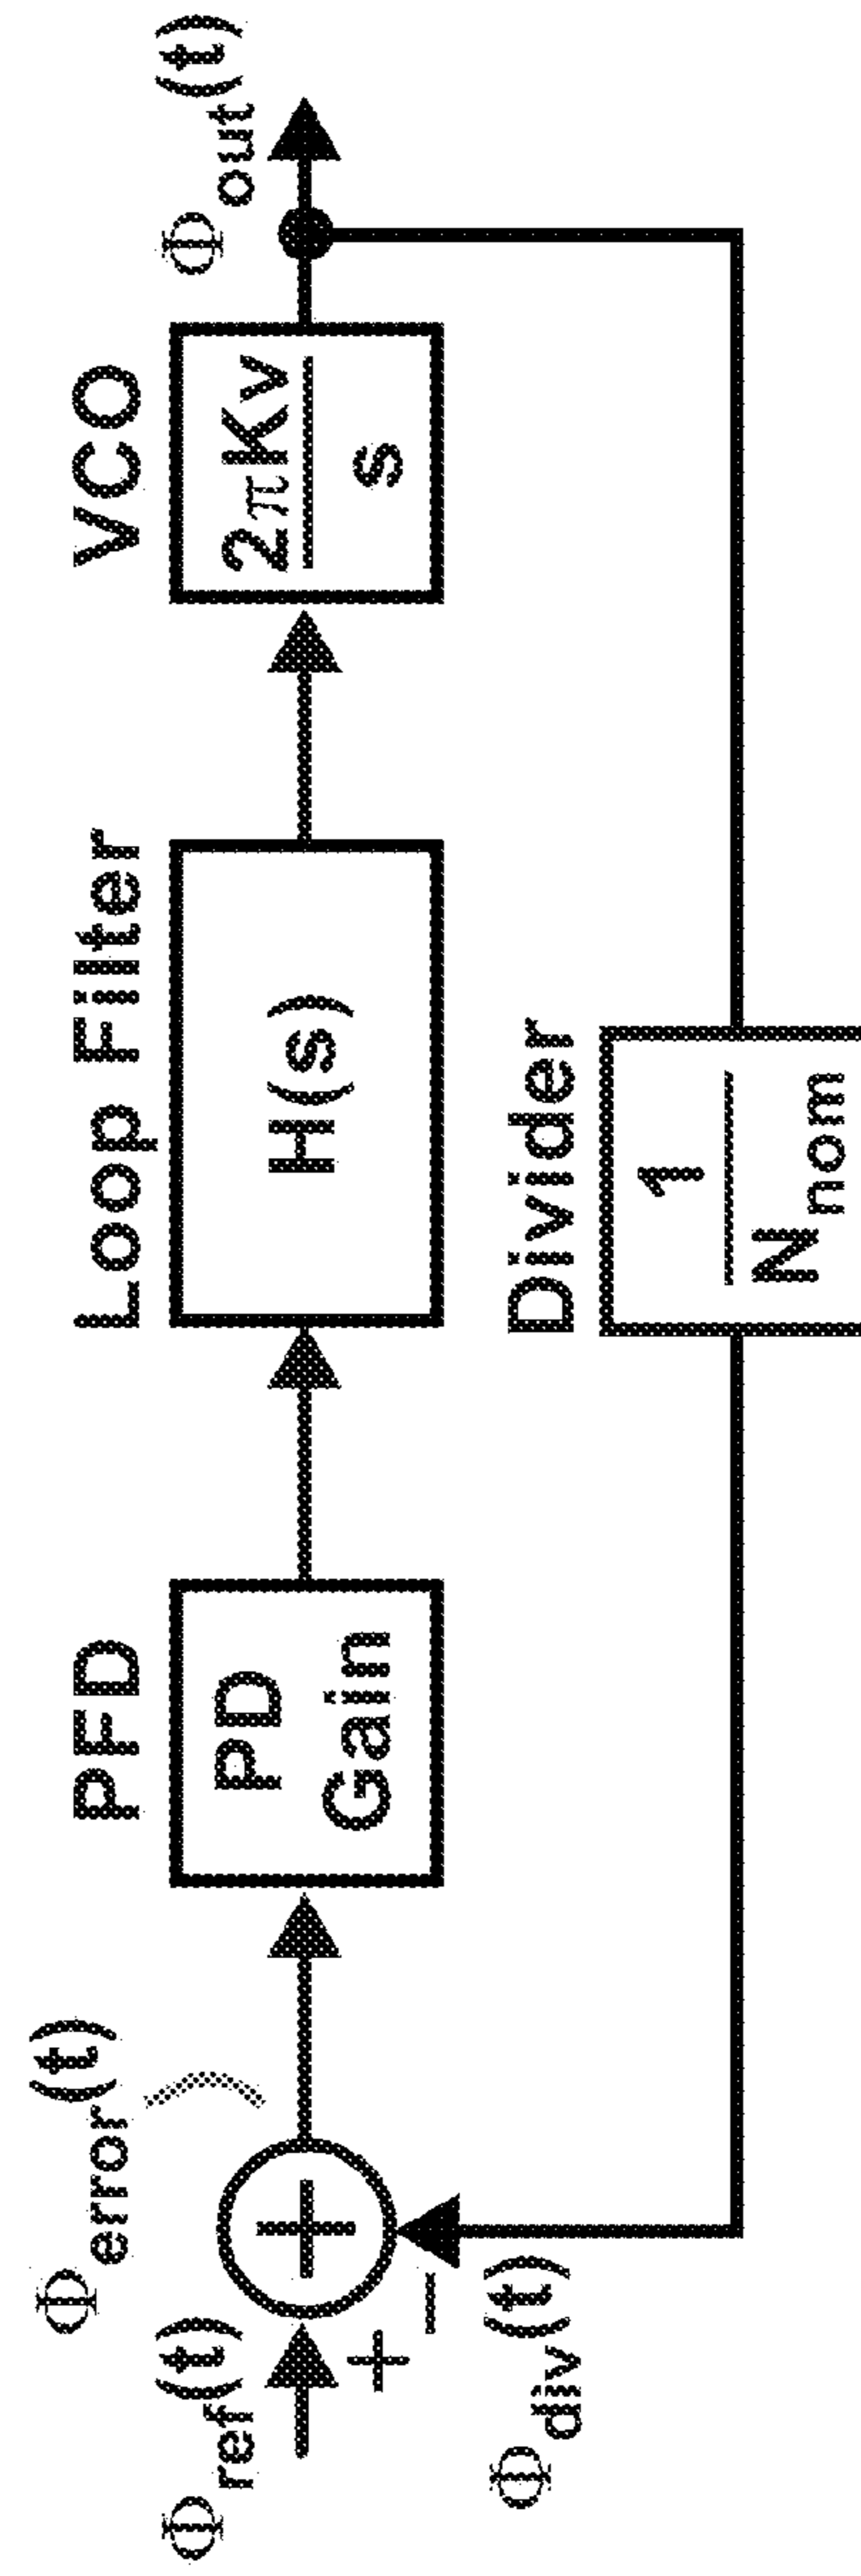 Φerror(t)
PFD
Loop Filter
VCO
Φref(t)
Φout(t)
PD
Gain
H(s)
2πKv
s
+
+
−
Φdiv(t)
Divider
1
Nnom